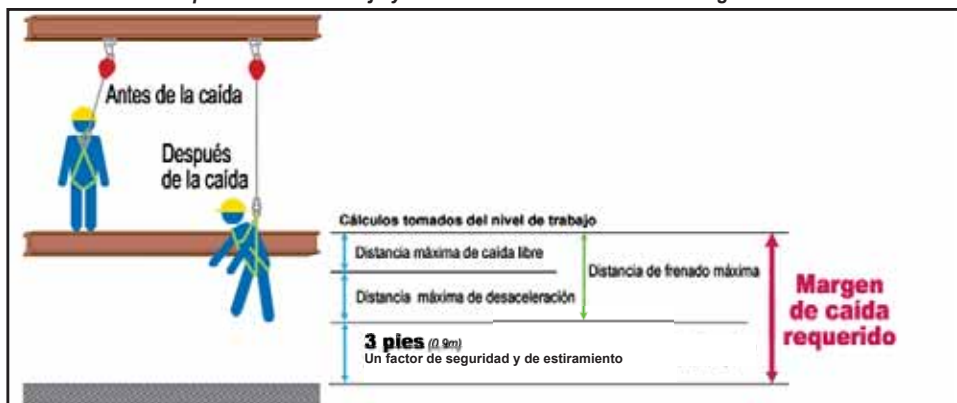 Antes de la caída
Después
de la caída
Cálculos tomados del nivel de trabajo
Distancia máxima de caída libre
Distancia de frenado máxima
Distancia máxima de desaceleración
Margen
de caída
requerido
3 pies (0.9m)
Un factor de seguridad y de estiramiento